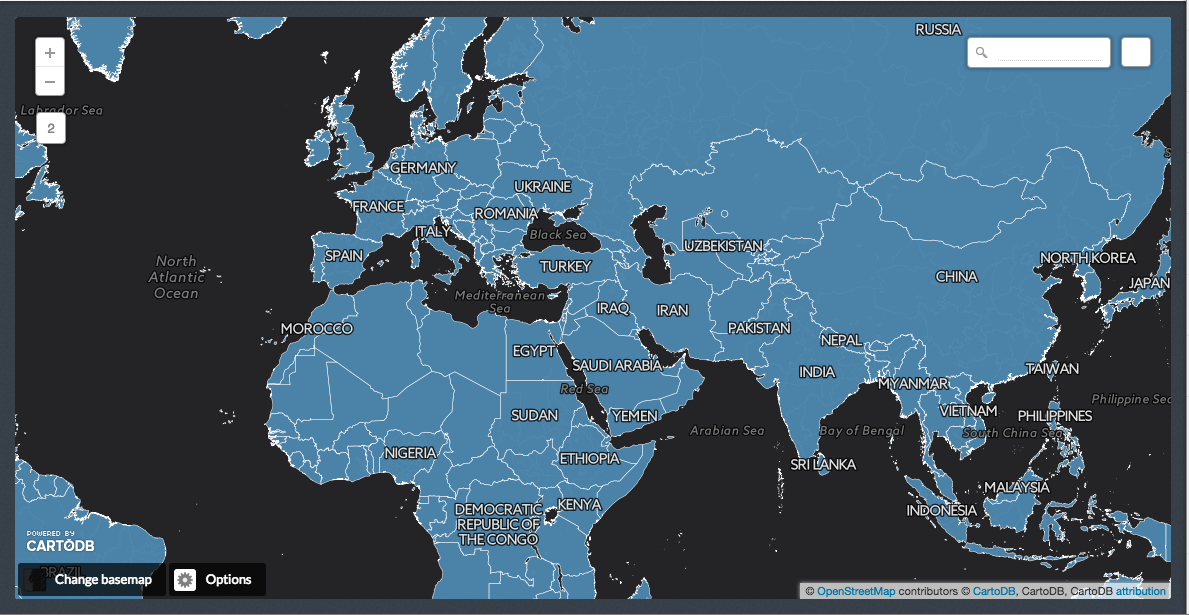 RUSSIA
+
−
Labrador Sea
2
GERMANY
UKRAINE
FRANCE
ROMANIA
ITALY
Black Sea
SPAIN
UZBEKISTAN
NORTH KOREA
North
Atlantic
Ocean
TURKEY
CHINA
JAPAN
Mediterranean
Sea
IRAQ
IRAN
MOROCCO
PAKISTAN
NEPAL
EGYPT
SAUDI ARABIA
INDIA
TAIWAN
Red Sea
MYANMAR
Philippine Sea
SUDAN
YEMEN
VIETNAM
PHILIPPINES
Arabian Sea
Bay of Bengal
South China Sea
NIGERIA
ETHIOPIA
SRI LANKA
MALAYSIA
KENYA
INDONESIA
DEMOCRATIC
REPUBLIC OF
THE CONGO
POWERED BY
CARTODB
BRAZIL
Change basemap
Options
© OpenStreetMap contributors © CartoDB, CartoDB, CartoDB attribution